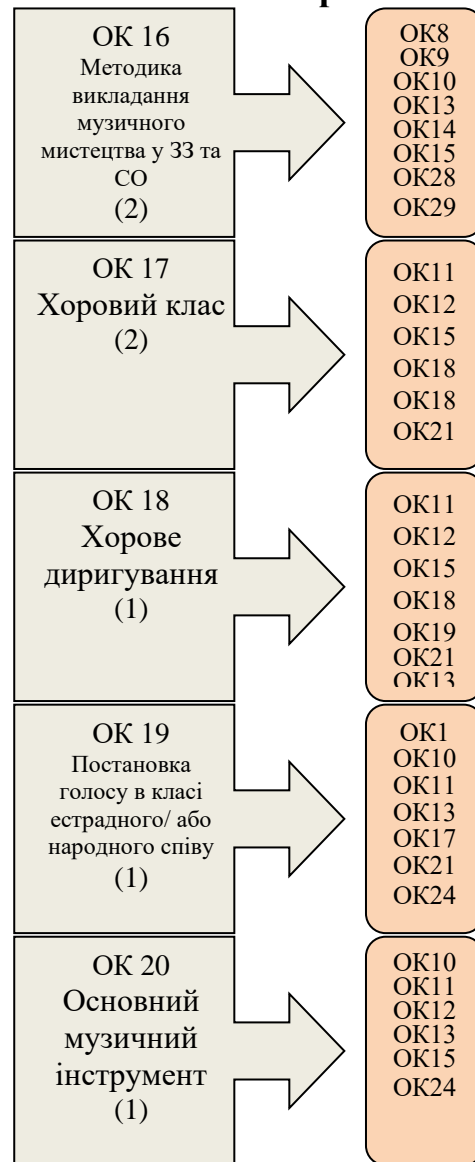 ОК 16
Методика
викладання
музичного
мистецтва у ЗЗ та
СО
(2)
ОК8
ОК9
ОК10
ОК13
ОК14
ОК15
ОК28
ОК29
ОК 17
Хоровий клас
(2)
ОК11
ОК12
ОК15
ОК18
ОК18
ОК21
ОК 18
Хорове
диригування
(1)
ОК11
ОК12
ОК15
ОК18
ОК19
ОК21
ОК13
ОК 19
Постановка
голосу в класі
естрадного/ або
народного співу
(1)
ОК1
ОК10
ОК11
ОК13
ОК17
ОК21
ОК24
ОК 20
Основний
музичний
інструмент
(1)
ОК10
ОК11
ОК12
ОК13
ОК15
ОК24